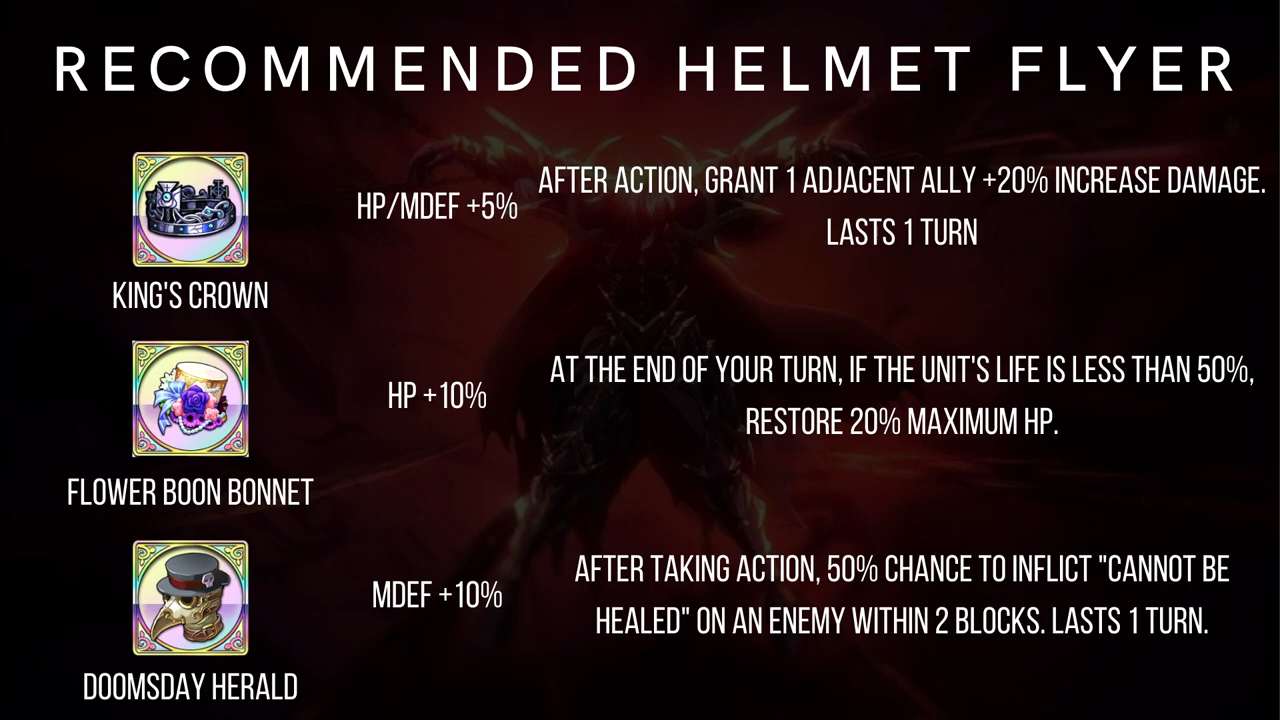 RECOMMENDED HELMET FLYER
KING'S CROWN
HP/MDEF +5%
AFTER ACTION, GRANT 1 ADJACENT ALLY +20% INCREASE DAMAGE.
LASTS 1 TURN
FLOWER BOON BONNET
HP +10%
AT THE END OF YOUR TURN, IF THE UNIT'S LIFE IS LESS THAN 50%,
RESTORE 20% MAXIMUM HP.
DOOMSDAY HERALD
MDEF +10%
AFTER TAKING ACTION, 50% CHANCE TO INFLICT "CANNOT BE
HEALED" ON AN ENEMY WITHIN 2 BLOCKS. LASTS 1 TURN.